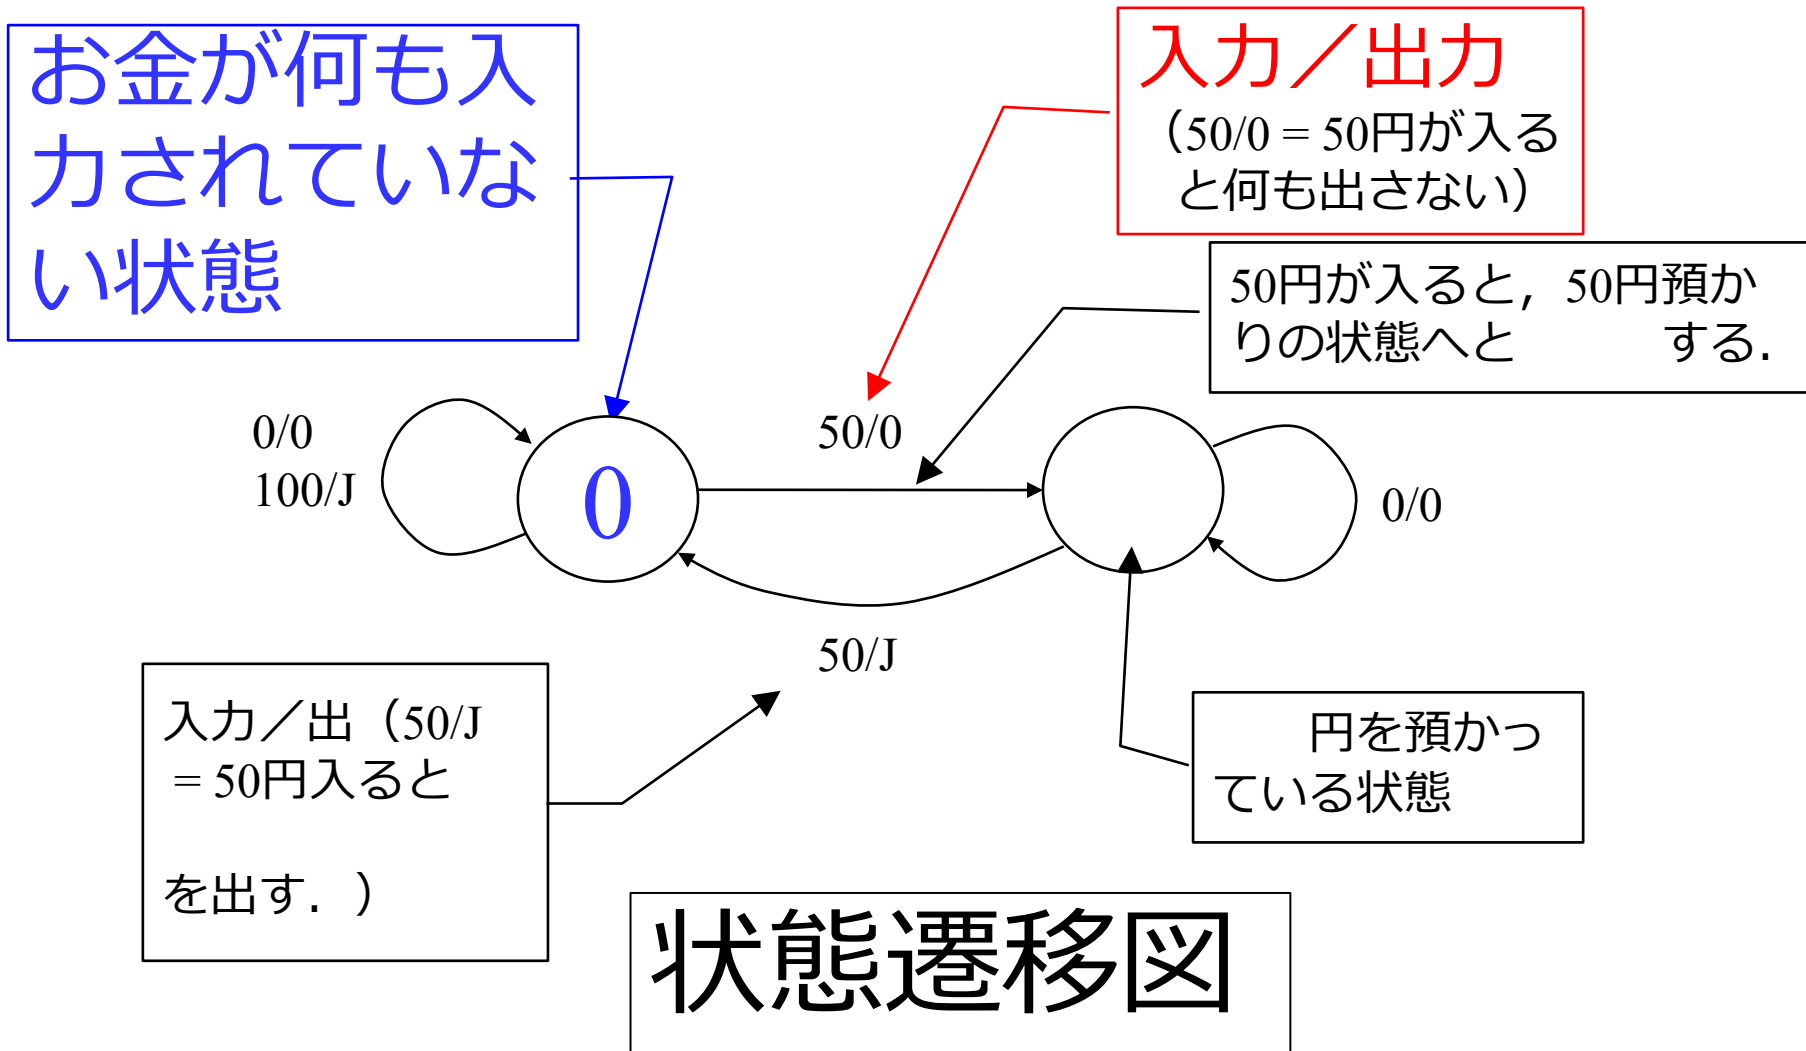 お金が何も入
力されていな
い状態
入力／出力
（50/0 = 50円が入る
と何も出さない）
50円が入ると，50円預か
りの状態へと　　　する．
0/0
100/J
0
50/0
0/0
50/J
入力／出（50/J
= 50円入ると
を出す．）
円を預かっ
ている状態
状態遷移図